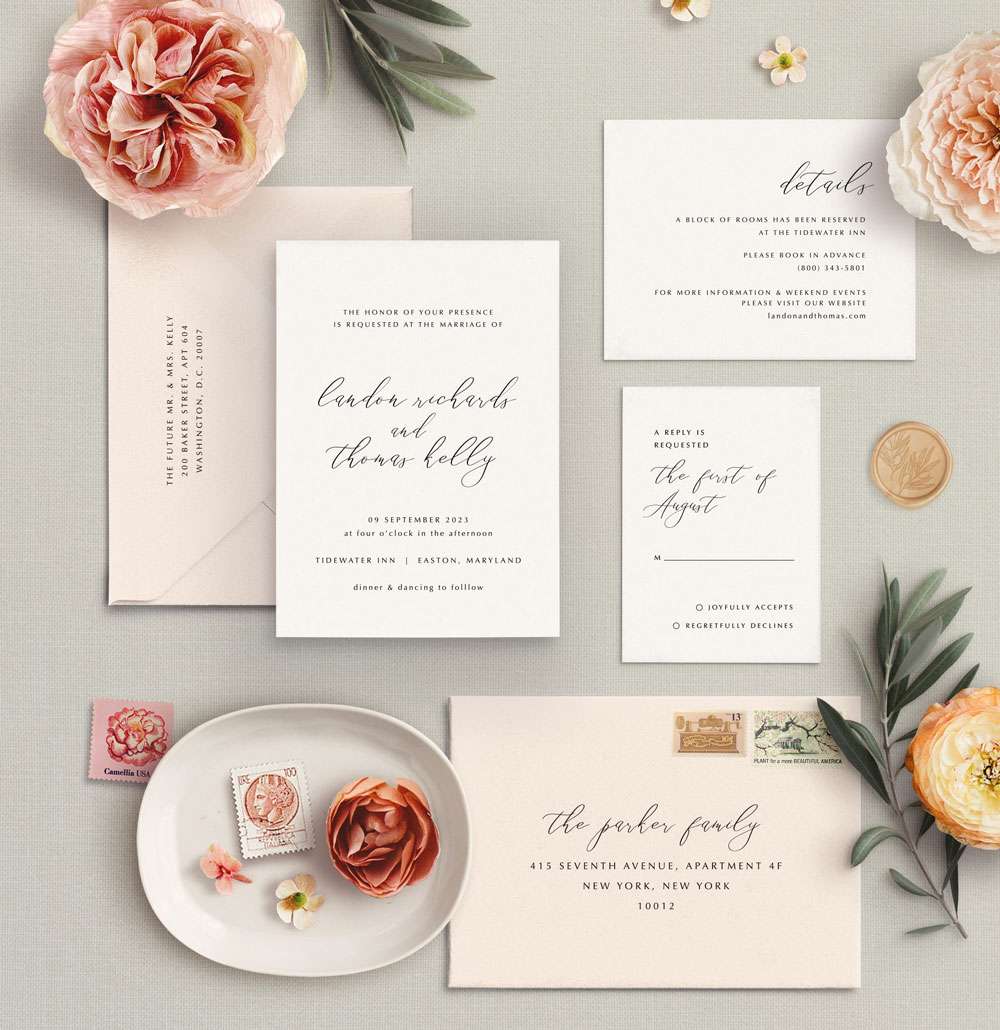 THE FUTURE MR. & MRS. KELLY
200 BAKER STREET, APT 604
WASHINGTON, D.C. 20007
THE HONOR OF YOUR PRESENCE
IS REQUESTED AT THE MARRIAGE OF
landon richards
and
thomas kelly
09 SEPTEMBER 2023
at four o'clock in the afternoon
TIDEWATER INN | EASTON, MARYLAND
dinner & dancing to folllow
details
A BLOCK OF ROOMS HAS BEEN RESERVED
AT THE TIDEWATER INN
PLEASE BOOK IN ADVANCE
(800) 343-5801
FOR MORE INFORMATION & WEEKEND EVENTS
PLEASE VISIT OUR WEBSITE
landonandthomas.com
A REPLY IS
REQUESTED
the first of
August
M
JOYFULLY ACCEPTS
REGRETFULLY DECLINES
Camellia USA
LIRE 100
13
PLANT for a more BEAUTIFUL AMERICA
the parker family
415 SEVENTH AVENUE, APARTMENT 4F
NEW YORK, NEW YORK
10012